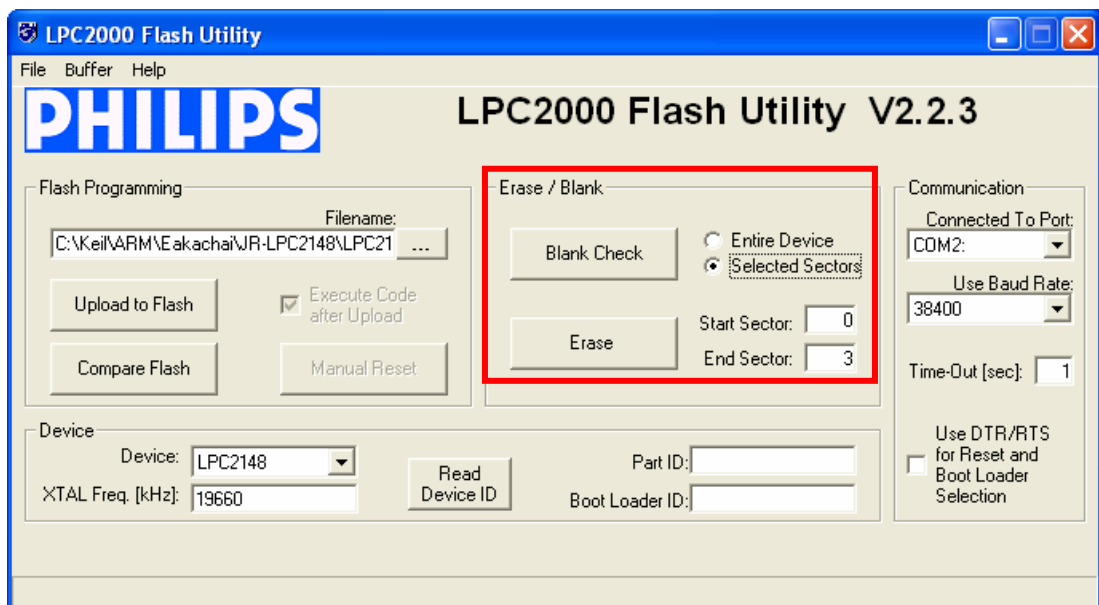 LPC2000 Flash Utility
File Buffer Help
PHILIPS
LPC2000 Flash Utility V2.2.3
Flash Programming
Filename:
C:\Keil\ARM\Eakachai\JR-LPC2148\LPC21
...
Upload to Flash
Execute Code
after Upload
Compare Flash
Manual Reset
Erase / Blank
Blank Check
Entire Device
Selected Sectors
Erase
Start Sector: 0
End Sector: 3
Communication
Connected To Port:
COM2:
Use Baud Rate:
38400
Time-Out [sec]: 1
Use DTR/RTS
for Reset and
Boot Loader
Selection
Device
Device: LPC2148
XTAL Freq. [kHz]: 19660
Read
Device ID
Part ID:
Boot Loader ID: